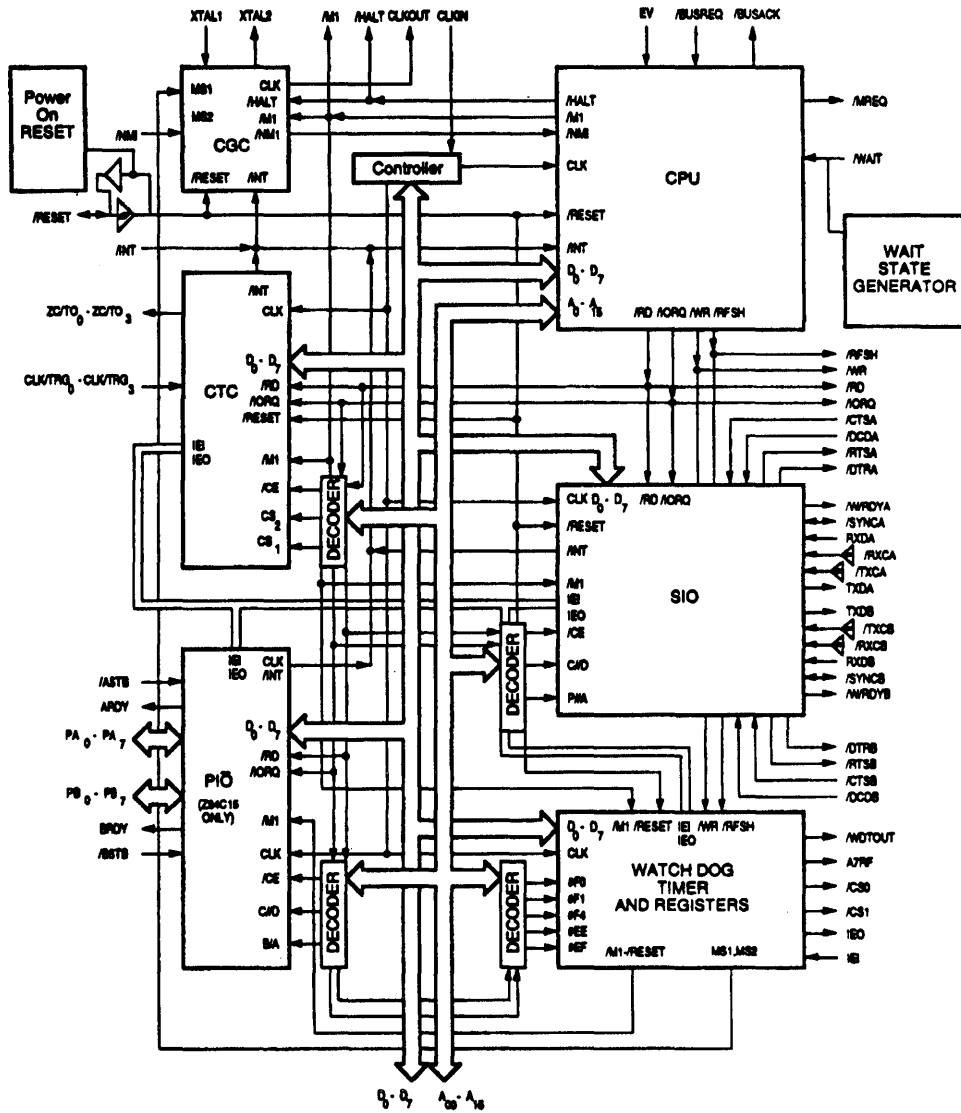 XTAL1 XTAL2 /M1 /HALT CLKOUT CLKIN EV /BUSREQ /BUSACK
Power
On
RESET
MS1
MS2
CLK
/HALT
/M1
/NM1
CGC
/RESET /INT
/NMI
/RESET
/INT
Controller
/HALT
/M1
/NMI
CLK
CPU
/RESET
/INT
D0 - D7
A0 - A15
/RD /IORQ /WR /RFSH
/MREQ
/WAIT
WAIT
STATE
GENERATOR
/INT
CLK
ZC/TO0 - ZC/TO3
CLK/TRG0 - CLK/TRG3
CTC
D0 - D7
/RD
/IORQ
/RESET
IEI
IEO
/M1
/CE
CS2
CS1
DECODER
/RFSH
/WR
/RD
/IORQ
/CTSA
/DCDA
/RTSA
/DTRA
CLK D0 - D7 /RD /IORQ
/RESET
/INT
/M1
IEI
IEO
/CE
C//D
SIO
DECODER
/W/RDYA
/SYNCA
RXDA
/RXCA
/TXCA
TXDA
TXDB
/TXCB
/RXCB
RXDB
/SYNCB
/W/RDYB
IEI
IEO
CLK
/INT
/ASTB
ARDY
PA0 - PA7
PB0 - PB7
BRDY
/BSTB
D0 - D7
/RD
/IORQ
PIO
(Z84C15
ONLY)
/M1
CLK
/CE
C//D
B/A
DECODER
/DTRB
/RTSB
/CTSB
/DCDB
D0 - D7 /M1 /RESET IEI /WR /RFSH
IEO
CLK
WATCH DOG
TIMER
AND REGISTERS
DECODER
#F0
#F1
#F4
#EE
#EF
/M1-/RESET MS1,MS2
/WDTOUT
A7RF
/CS0
/CS1
IEO
IEI
D0 - D7 A00 - A15